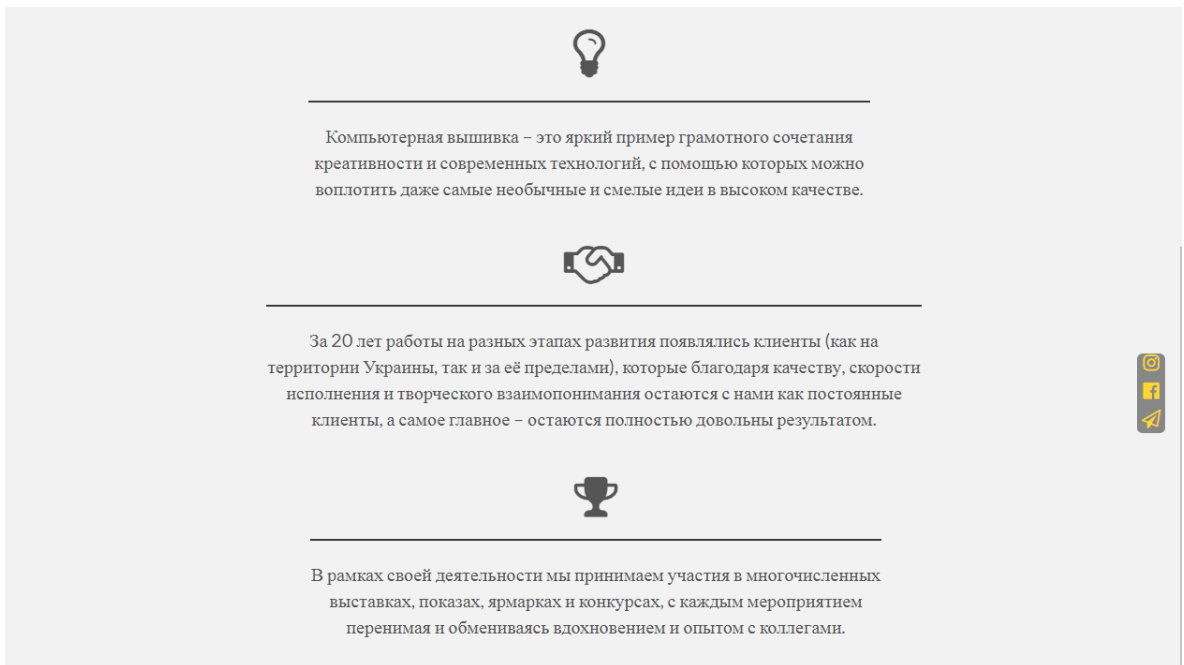 Компьютерная вышивка – это яркий пример грамотного сочетания
креативности и современных технологий, с помощью которых можно
воплотить даже самые необычные и смелые идеи в высоком качестве.
За 20 лет работы на разных этапах развития появлялись клиенты (как на
территории Украины, так и за её пределами), которые благодаря качеству, скорости
исполнения и творческого взаимопонимания остаются с нами как постоянные
клиенты, а самое главное – остаются полностью довольны результатом.
В рамках своей деятельности мы принимаем участия в многочисленных
выставках, показах, ярмарках и конкурсах, с каждым мероприятием
перенимая и обмениваясь вдохновением и опытом с коллегами.